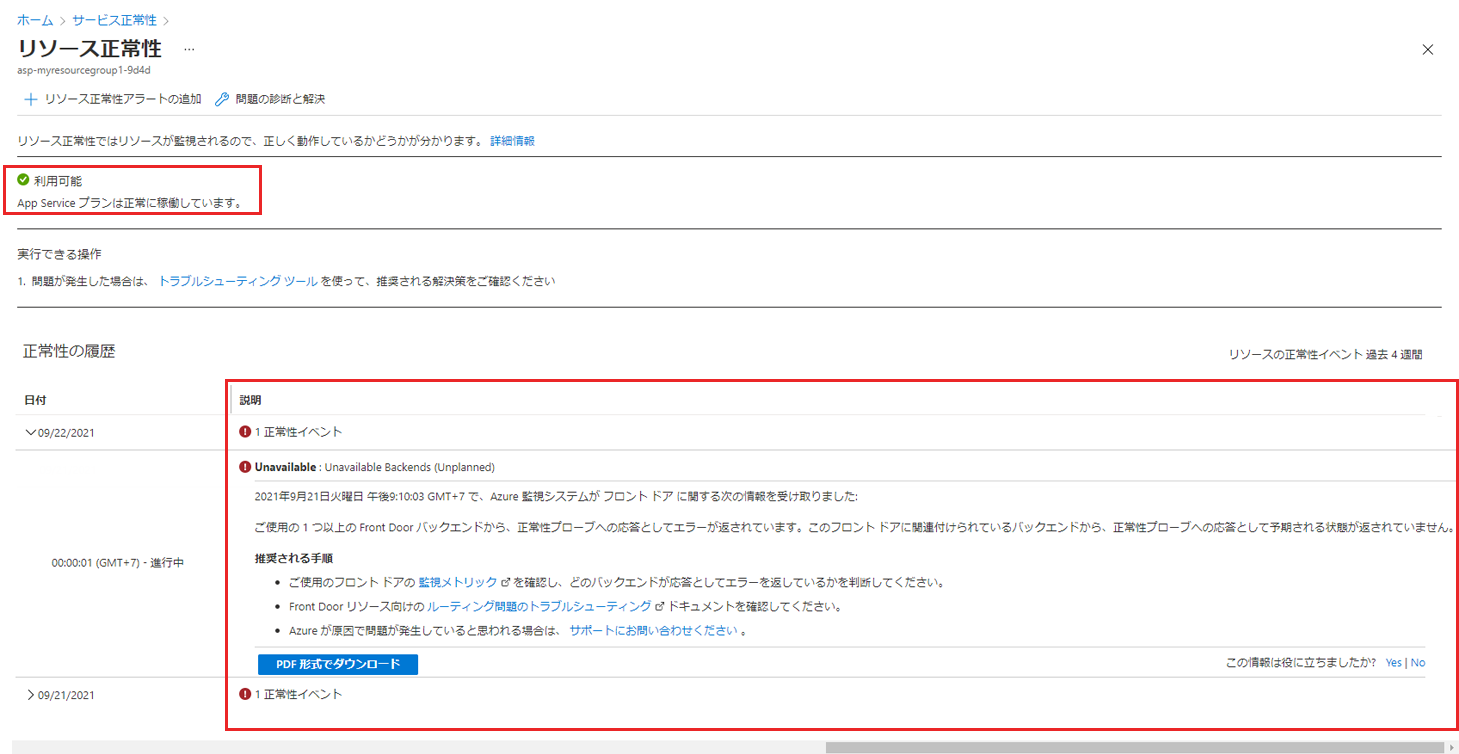 ホーム > サービス正常性 >
リソース正常性 ...
asp-myresourcegroup1-9d4d
リソース正常性アラートの追加 問題の診断と解決
リソース正常性ではリソースが監視されるので、正しく動作しているかどうかが分かります。 詳細情報
利用可能
App Service プランは正常に稼働しています。
実行できる操作
1. 問題が発生した場合は、 トラブルシューティング ツール を使って、推奨される解決策をご確認ください
正常性の履歴
リソースの正常性イベント 過去 4 週間
日付 説明
09/22/2021 1 正常性イベント
Unavailable : Unavailable Backends (Unplanned)
2021年9月21日火曜日 午後9:10:03 GMT+7 で、Azure 監視システムが フロント ドア に関する次の情報を受け取りました:
ご使用の 1 つ以上の Front Door バックエンドから、正常性プローブへの応答としてエラーが返されています。このフロント ドアに関連付けられているバックエンドから、正常性プローブへの応答として予期される状態が返されていません。
推奨される手順
00:00:01 (GMT+7) - 進行中
• ご使用のフロント ドアの 監視メトリック を確認し、どのバックエンドが応答としてエラーを返しているかを判断してください。
• Front Door リソース向けの ルーティング問題のトラブルシューティング ドキュメントを確認してください。
• Azure が原因で問題が発生していると思われる場合は、 サポートにお問い合わせください 。
PDF 形式でダウンロード
この情報は役に立ちましたか? Yes | No
09/21/2021 1 正常性イベント